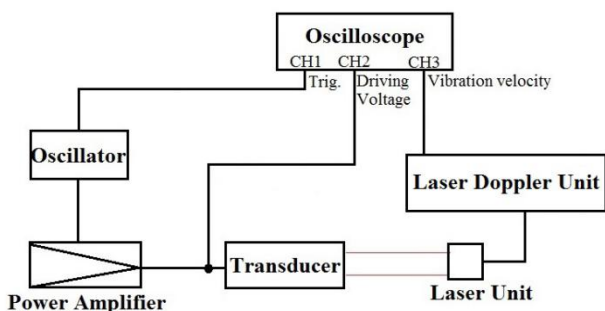 Oscilloscope
CH1 CH2 CH3
Trig. Driving Vibration velocity
Voltage
Oscillator
Laser Doppler Unit
Transducer
Power Amplifier
Laser Unit